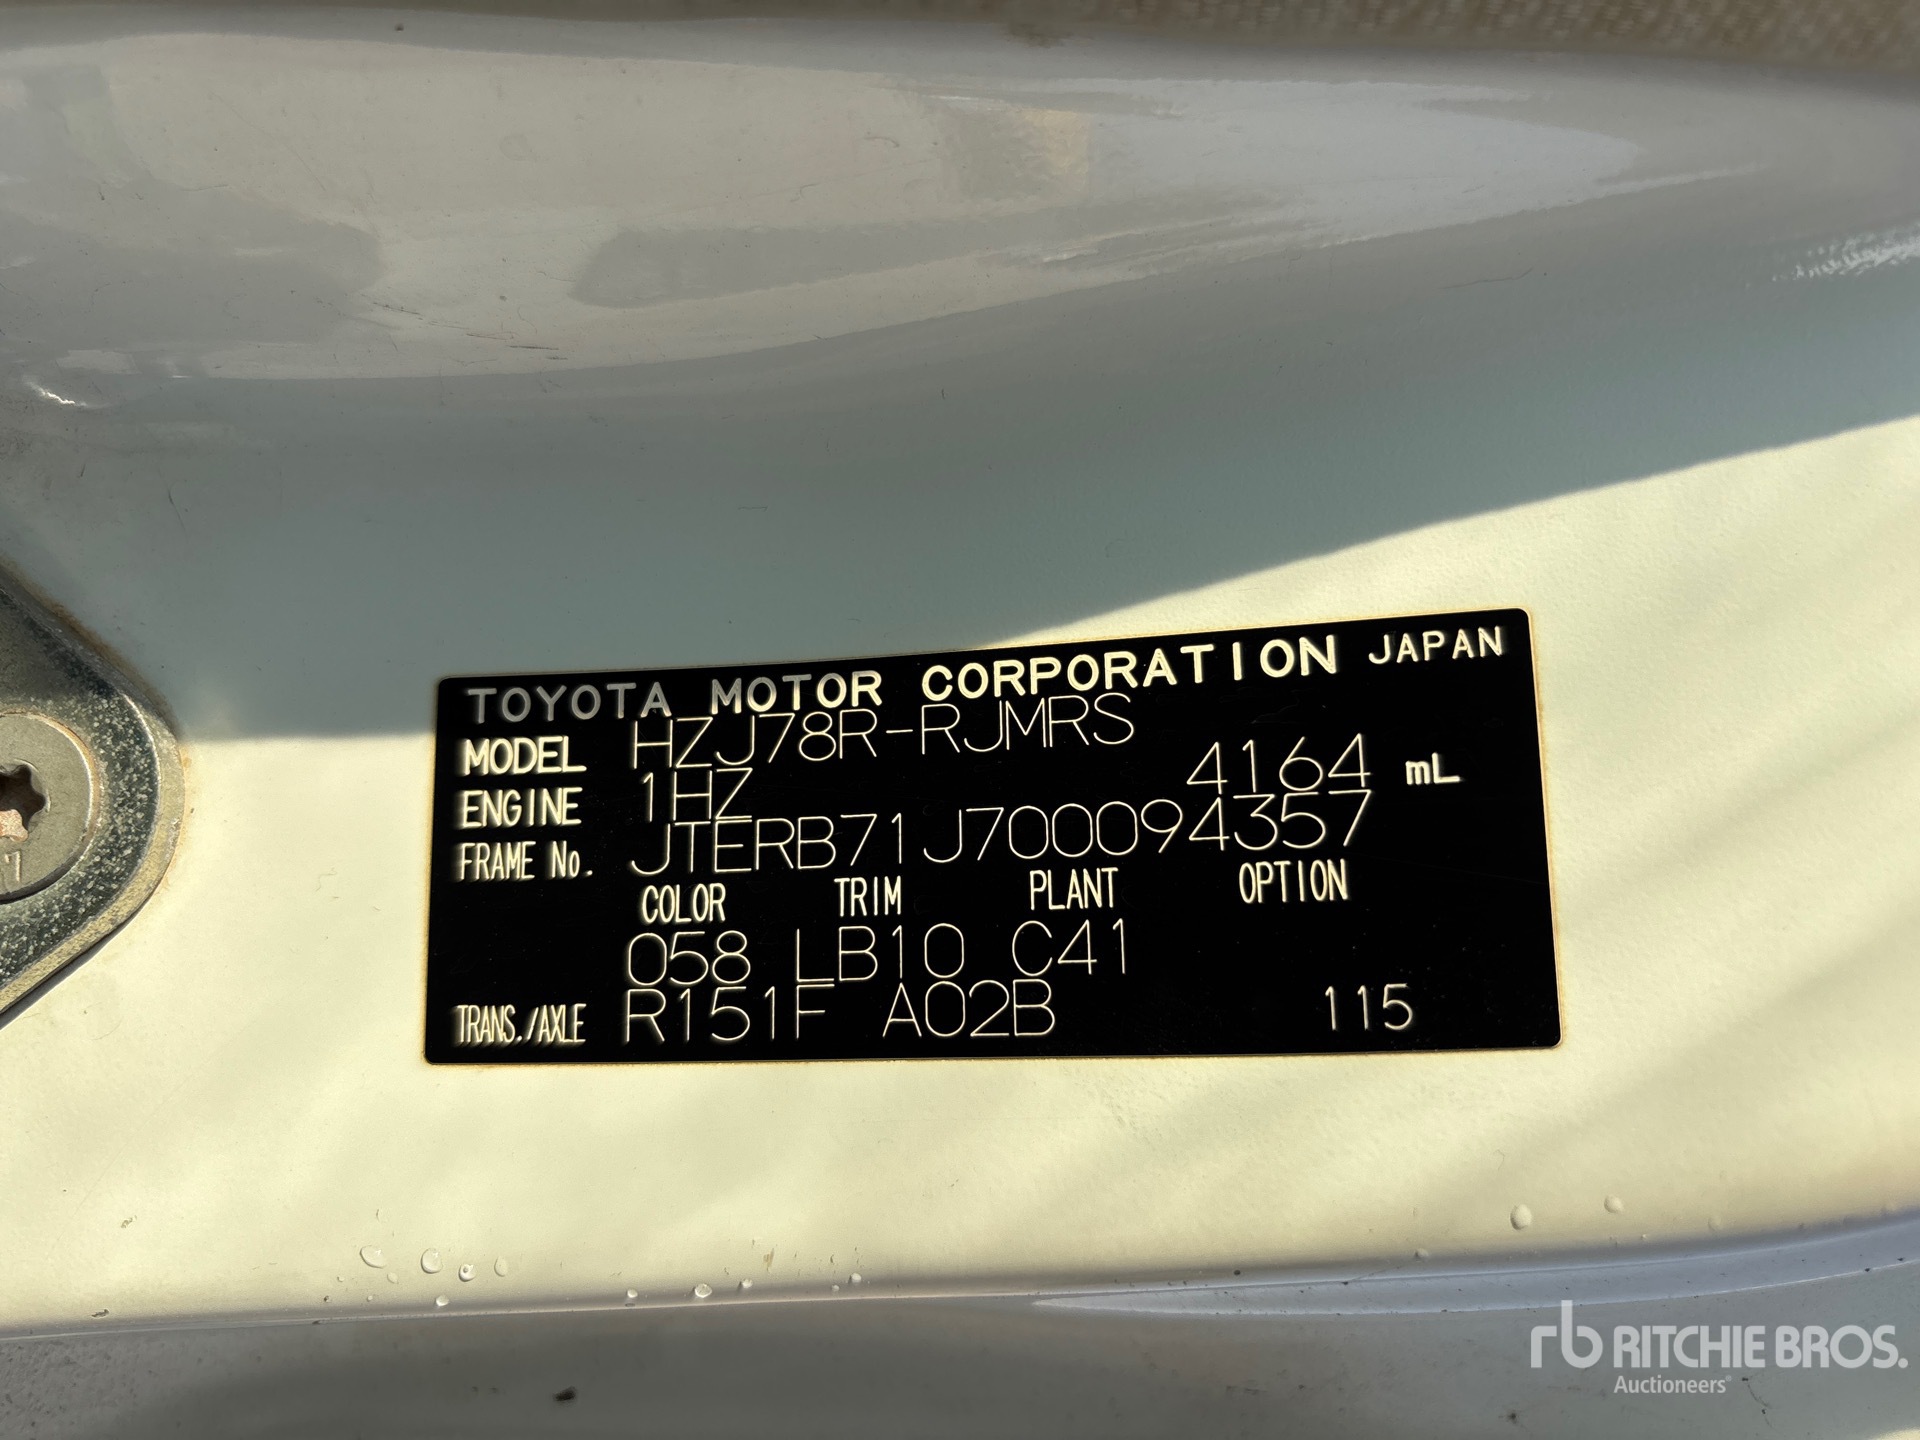 TOYOTA MOTOR CORPORATION JAPAN
MODEL HZJ78R-RJMRS
ENGINE 1HZ 4164 mL
FRAME No. JTERB71J700094357
COLOR TRIM PLANT OPTION
058 LB10 C41
TRANS./AXLE R151F A02B 115
rb RITCHIE BROS.
Auctioneers